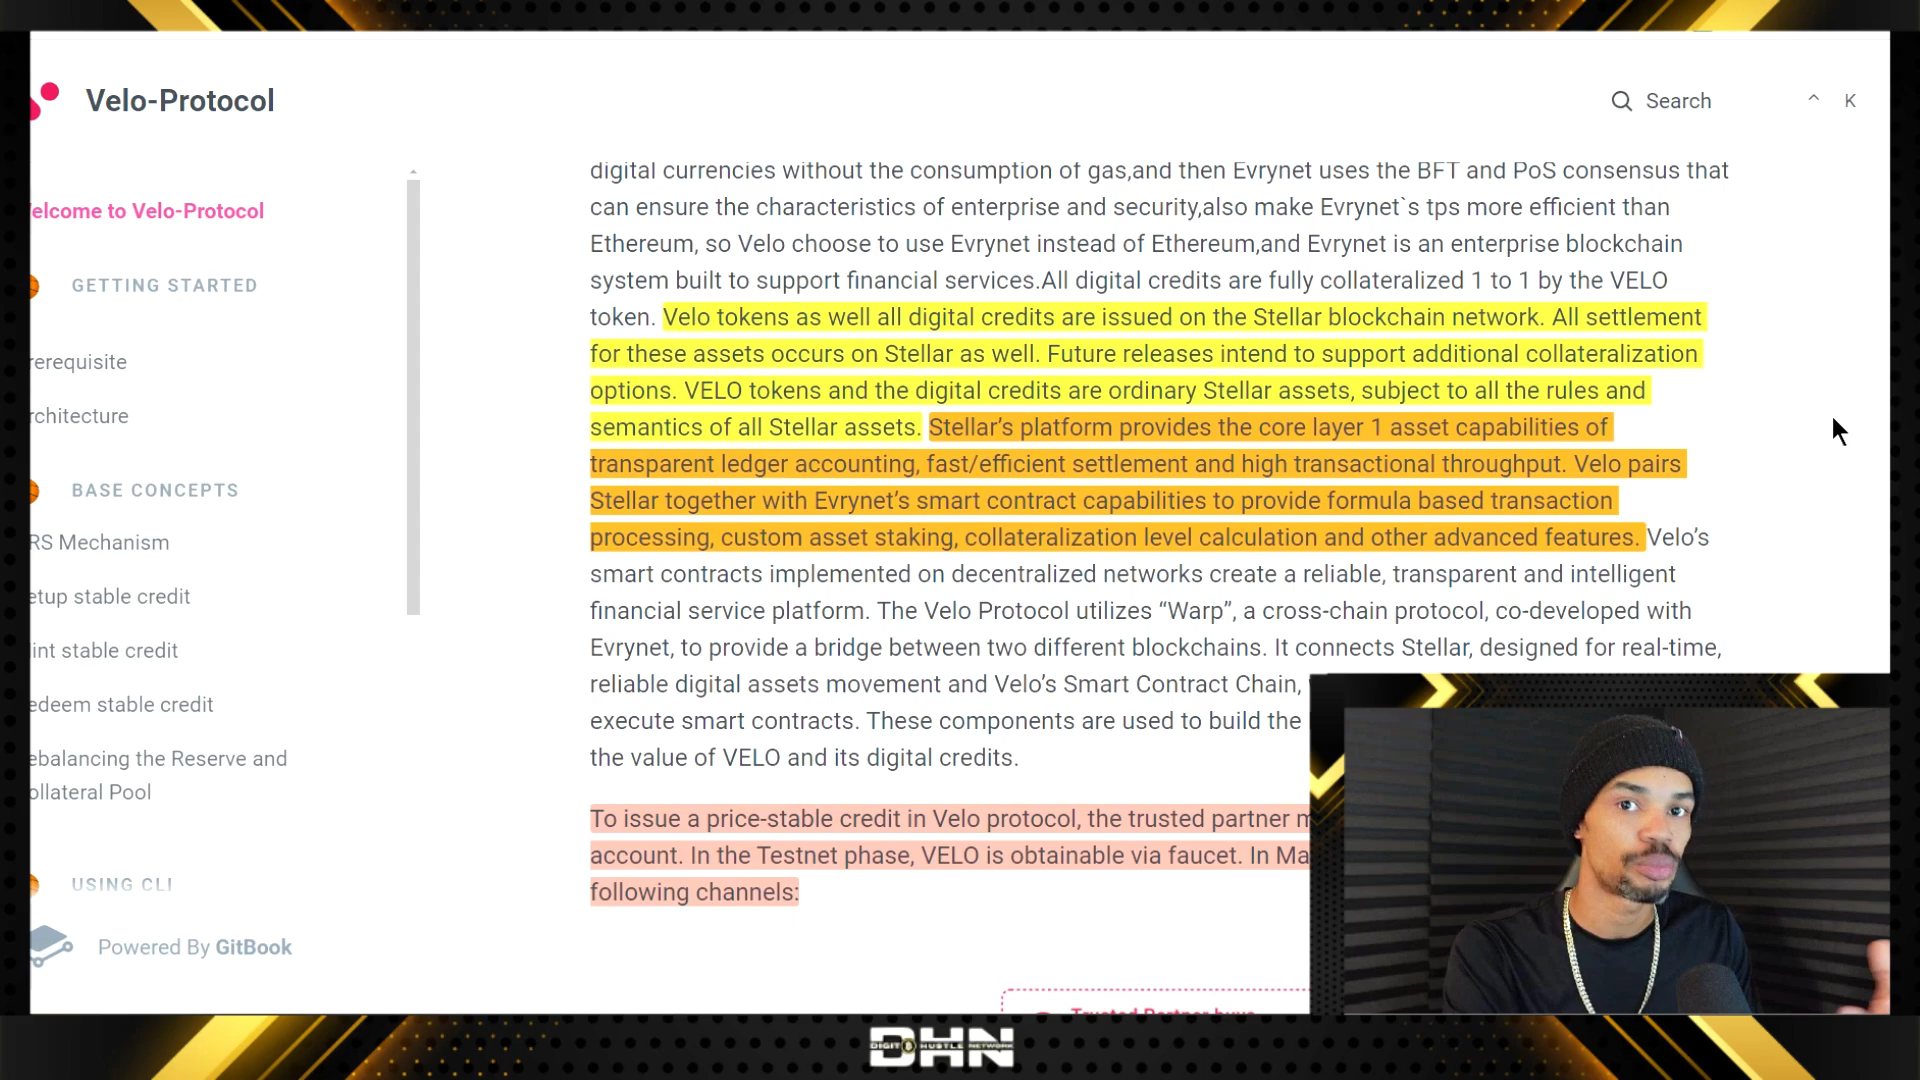 Velo-Protocol
Search
^ K
elcome to Velo-Protocol
GETTING STARTED
rerequisite
rchitecture
BASE CONCEPTS
RS Mechanism
etup stable credit
int stable credit
edeem stable credit
ebalancing the Reserve and
ollateral Pool
USING CLI
Powered By GitBook
digital currencies without the consumption of gas,and then Evrynet uses the BFT and PoS consensus that
can ensure the characteristics of enterprise and security,also make Evrynet`s tps more efficient than
Ethereum, so Velo choose to use Evrynet instead of Ethereum,and Evrynet is an enterprise blockchain
system built to support financial services.All digital credits are fully collateralized 1 to 1 by the VELO
token. Velo tokens as well all digital credits are issued on the Stellar blockchain network. All settlement
for these assets occurs on Stellar as well. Future releases intend to support additional collateralization
options. VELO tokens and the digital credits are ordinary Stellar assets, subject to all the rules and
semantics of all Stellar assets. Stellar’s platform provides the core layer 1 asset capabilities of
transparent ledger accounting, fast/efficient settlement and high transactional throughput. Velo pairs
Stellar together with Evrynet’s smart contract capabilities to provide formula based transaction
processing, custom asset staking, collateralization level calculation and other advanced features. Velo’s
smart contracts implemented on decentralized networks create a reliable, transparent and intelligent
financial service platform. The Velo Protocol utilizes “Warp”, a cross-chain protocol, co-developed with
Evrynet, to provide a bridge between two different blockchains. It connects Stellar, designed for real-time,
reliable digital assets movement and Velo’s Smart Contract Chain,
execute smart contracts. These components are used to build the
the value of VELO and its digital credits.
To issue a price-stable credit in Velo protocol, the trusted partner m
account. In the Testnet phase, VELO is obtainable via faucet. In Ma
following channels:
Trusted Partner buys
DHN
DIGIT HUSTLE NETWORK